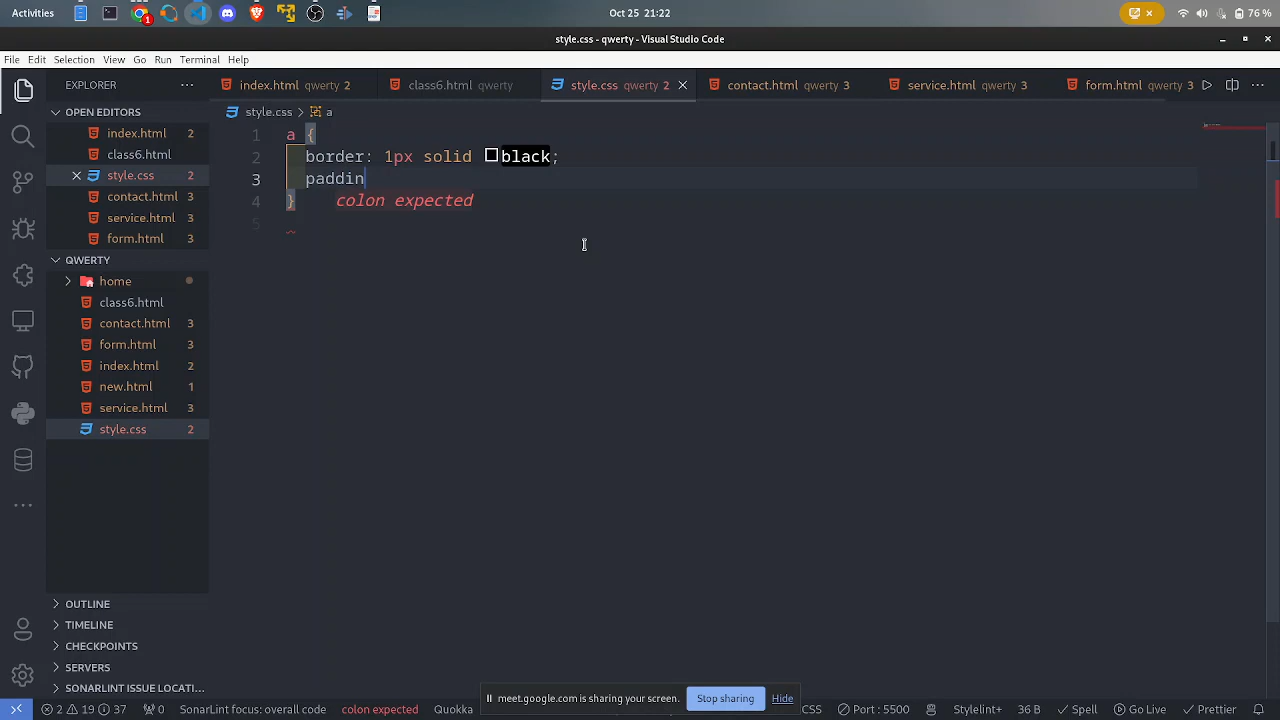 Activities
Oct 25 21:22
76 %
style.css - qwerty - Visual Studio Code
File Edit Selection View Go Run Terminal Help
EXPLORER
index.html qwerty 2
class6.html qwerty
style.css qwerty 2
contact.html qwerty 3
service.html qwerty 3
form.html qwerty 3
OPEN EDITORS
index.html 2
class6.html
style.css 2
contact.html 3
service.html 3
form.html 3
QWERTY
home
class6.html
contact.html 3
form.html 3
index.html 2
new.html 1
service.html 3
style.css 2
OUTLINE
TIMELINE
CHECKPOINTS
SERVERS
SONARLINT ISSUE LOCATI...
style.css > a
1 a {
2 border: 1px solid black;
3 paddin
4 } colon expected
5
meet.google.com is sharing your screen. Stop sharing Hide
2 19 37 0 SonarLint focus: overall code colon expected Quokka CSS Port : 5500 Stylelint+ 36 B Spell Go Live Prettier